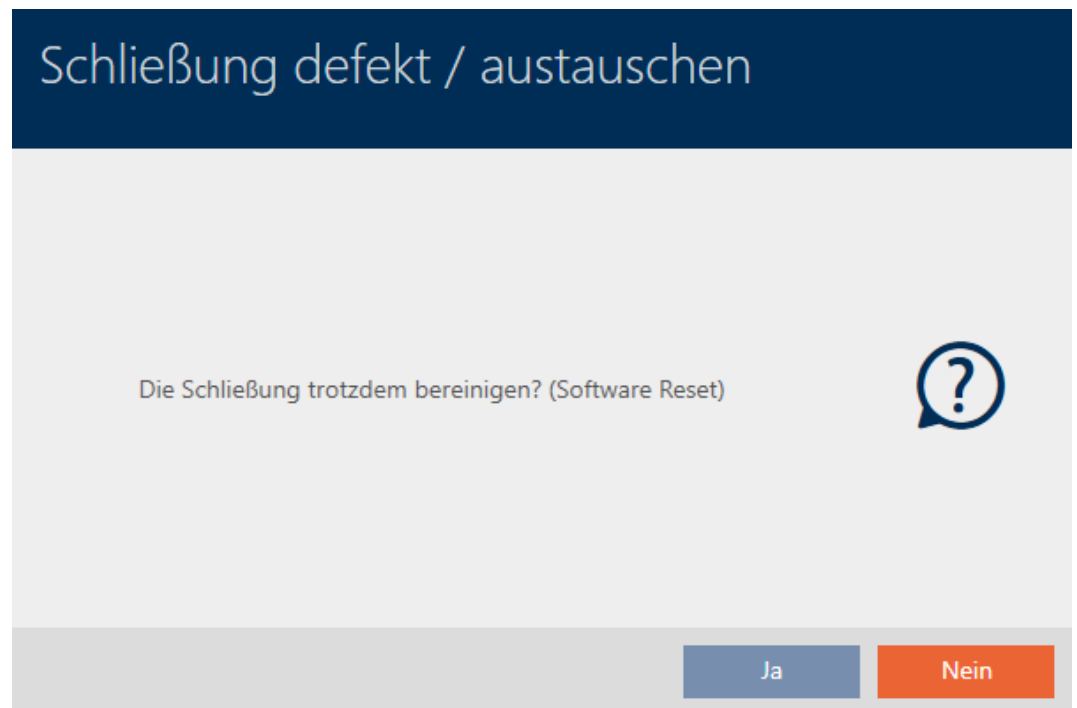 Schließung defekt / austauschen
Die Schließung trotzdem bereinigen? (Software Reset)
?
Ja
Nein